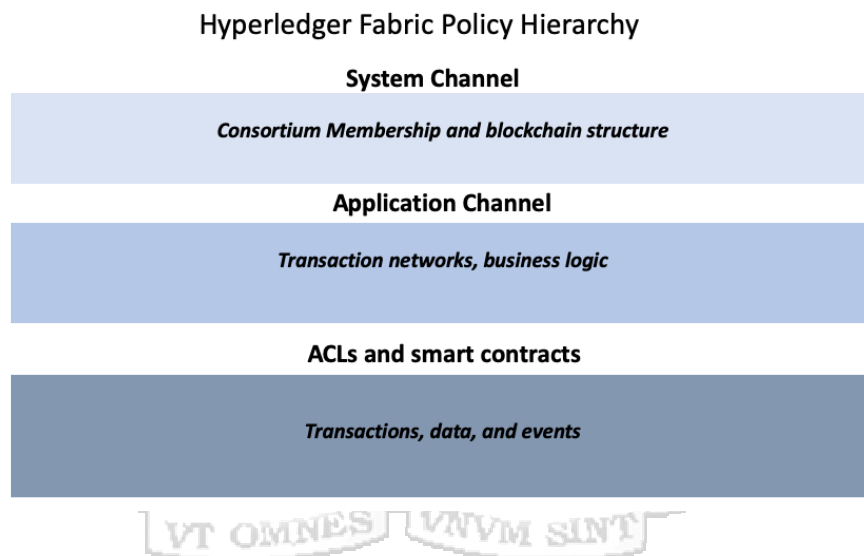 Hyperledger Fabric Policy Hierarchy
System Channel
Consortium Membership and blockchain structure
Application Channel
Transaction networks, business logic
ACLs and smart contracts
Transactions, data, and events
VT OMNES VNVM SINT